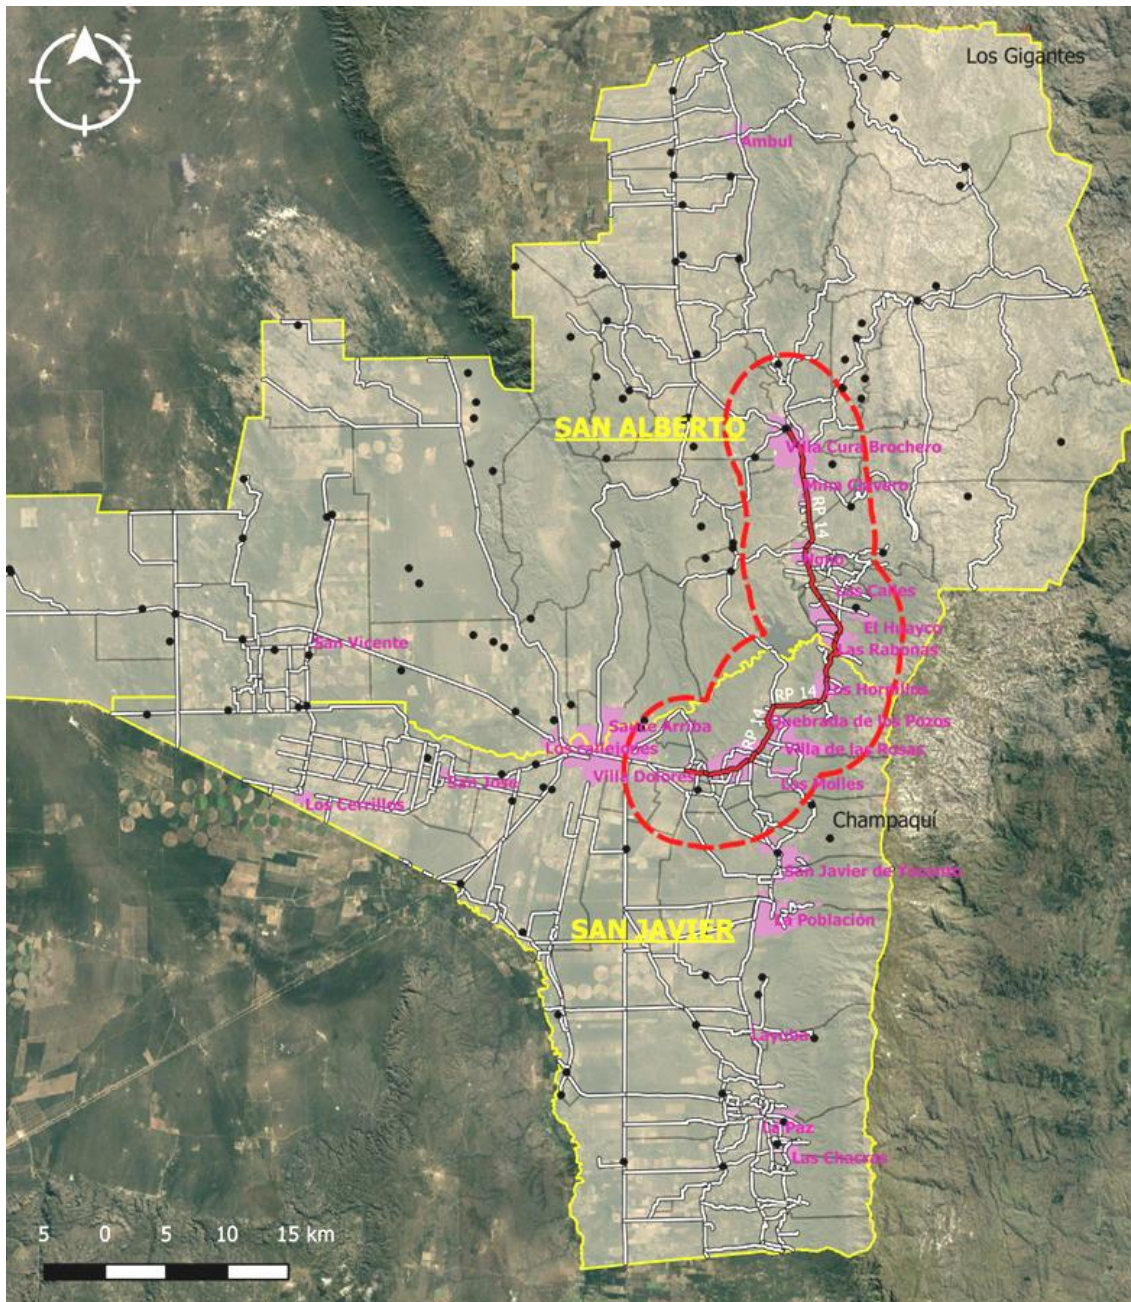 Los Gigantes
Ambul
SAN ALBERTO
Villa Cura Brochero
Mina Clavero
RP 14
Nono
Las Calles
El Huayco
San Vicente
Las Rabonas
Los Hornillos
RP 14
Sauce Arriba
Quebrada de los Pozos
RP 14
Los callejones
Villa de las Rosas
Villa Dolores
San José
Los Molles
Los Cerrillos
Champaquí
La Población
SAN JAVIER
La Paz
Las Chacras
5 0 5 10 15 km